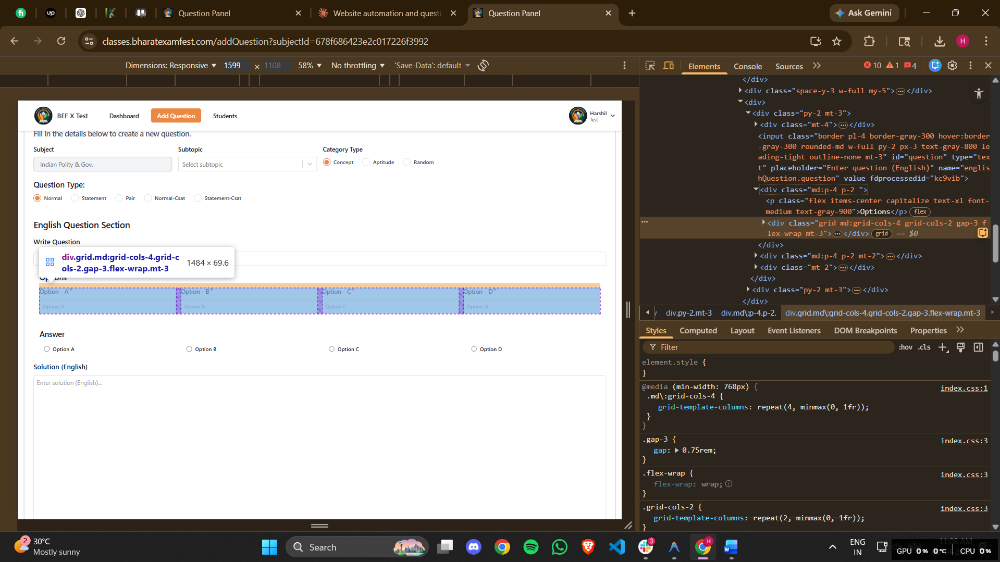 Question Panel
Website automation and questi
Question Panel
Ask Gemini
classes.bharatexamfest.com/addQuestion?subjectId=678f686423e2c017226f3992
H
Dimensions: Responsive 1599 × 1108 58% No throttling 'Save-Data': default
Elements Console Sources 10 1 4
BEF X Test Dashboard Add Question Students Harshil Test
Fill in the details below to create a new question.
Subject Subtopic Category Type
Indian Polity & Gov. Select subtopic Concept Aptitude Random
Question Type:
Normal Statement Pair Normal-Csat Statement-Csat
English Question Section
Write Question
div.grid.md:grid-cols-4.grid-c
ols-2.gap-3.flex-wrap.mt-3 1484 × 69.6
Options
Option - A* Option - B* Option - C* Option - D*
Option A Option B Option C Option D
Answer
Option A Option B Option C Option D
Solution (English)
Enter solution (English)...
</div>
<div class="space-y-3 w-full my-5"> </div>
<div>
<div class="py-2 mt-3">
<div class="mt-4"> </div>
<input class="border pl-4 border-gray-300 hover:border
-gray-300 rounded-md w-full py-2 px-3 text-gray-800 le
ading-tight outline-none mt-3" id="question" type="tex
t" placeholder="Enter question (English)" name="englis
hQuestion.question" value fdprocessedid="kc9vib">
<div class="md:p-4 p-2 ">
<p class="flex items-center capitalize text-xl font-
medium text-gray-900">Options</p> flex
<div class="grid md:grid-cols-4 grid-cols-2 gap-3 f
lex-wrap mt-3"> </div> grid == $0
</div>
<div class="md:p-4 p-2 mt-2"> </div>
<div class="mt-2"> </div>
</div>
<div class="py-2 mt-3"> </div>
</div>
div.py-2.mt-3 div.md\:p-4.p-2. div.grid.md\:grid-cols-4.grid-cols-2.gap-3.flex-wrap.mt-3
Styles Computed Layout Event Listeners DOM Breakpoints Properties
Filter :hov .cls
element.style {
}
@media (min-width: 768px) {
.md\:grid-cols-4 { index.css:1
grid-template-columns: repeat(4, minmax(0, 1fr));
}
}
.gap-3 { index.css:3
gap: 0.75rem;
}
.flex-wrap { index.css:3
flex-wrap: wrap;
}
.grid-cols-2 { index.css:3
grid-template-columns: repeat(2, minmax(0, 1fr));
}
2 30°C
Mostly sunny
Search
3
H
ENG
IN
11:08 AM
GPU 0% 0°C CPU 0%